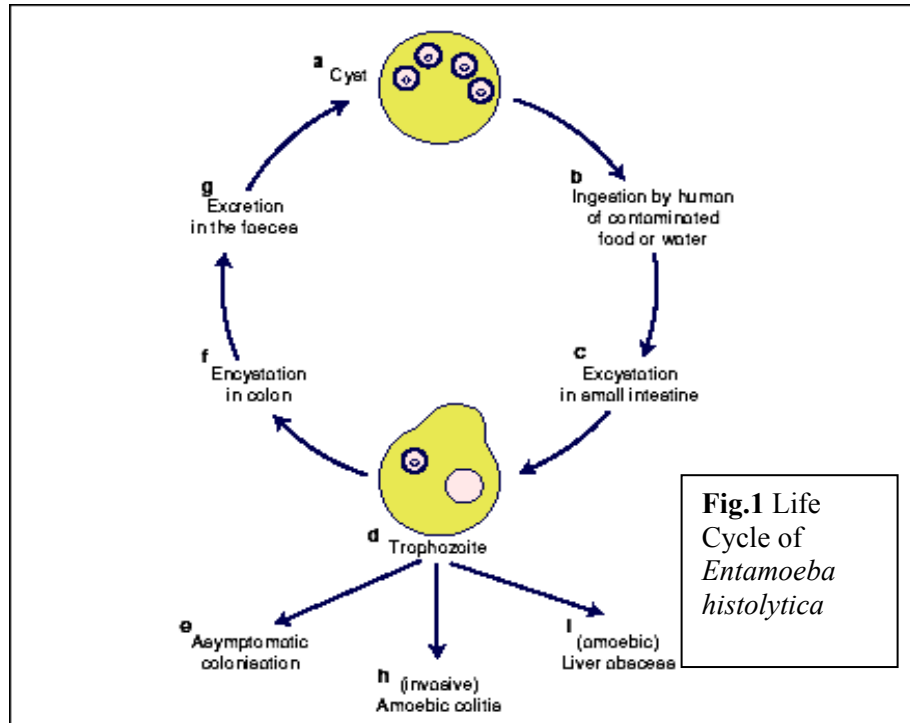 a Cyst
b
Ingestion by human
of contaminated
food or water
c
Excystation
in small intestine
d Trophozoite
e Asymptomatic
colonisation
f
Encystation
in colon
g
Excretion
in the faeces
h (invasive)
Amoebic colitis
i
(amoebic)
Liver abscess
Fig.1 Life
Cycle of
Entamoeba
histolytica